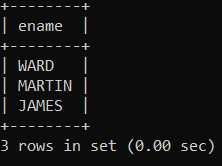 +--------+
| ename  |
+--------+
| WARD   |
| MARTIN |
| JAMES  |
+--------+
3 rows in set (0.00 sec)